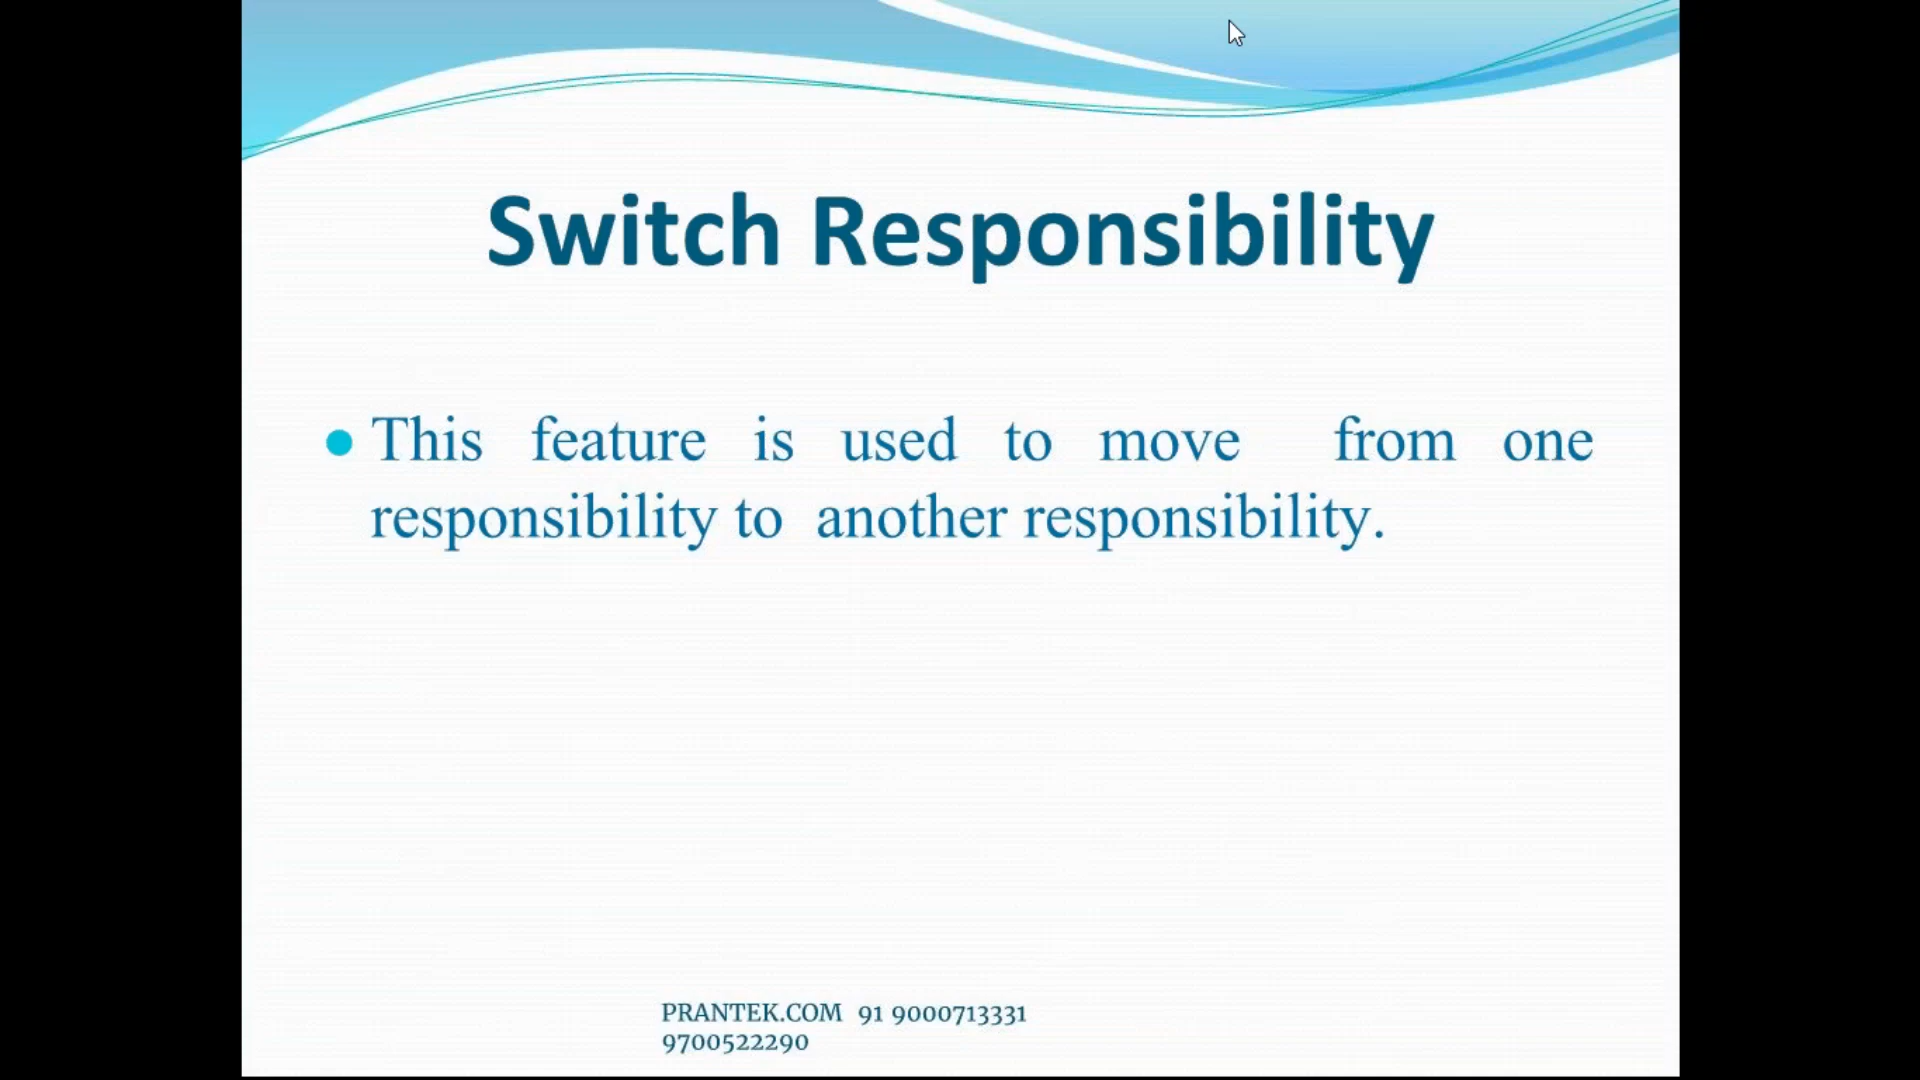 Switch Responsibility
This feature is used to move from one
responsibility to another responsibility.
PRANTEK.COM 91 9000713331
9700522290